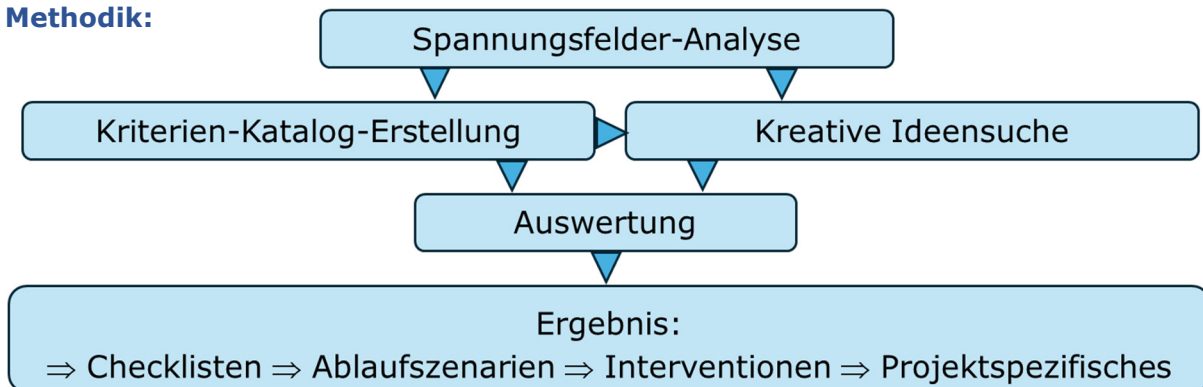 Methodik:
Spannungsfelder-Analyse
Kriterien-Katalog-Erstellung
Kreative Ideensuche
Auswertung
Ergebnis:
⇒ Checklisten ⇒ Ablaufszenarien ⇒ Interventionen ⇒ Projektspezifisches